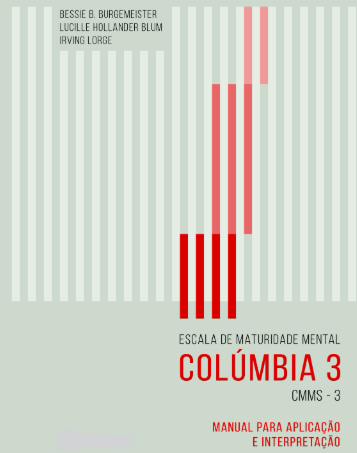 BESSIE B. BURGEMEISTER
LUCILLE HOLLANDER BLUM
IRVING LORGE
ESCALA DE MATURIDADE MENTAL
COLÚMBIA 3
CMMS - 3
MANUAL PARA APLICAÇÃO
E INTERPRETAÇÃO